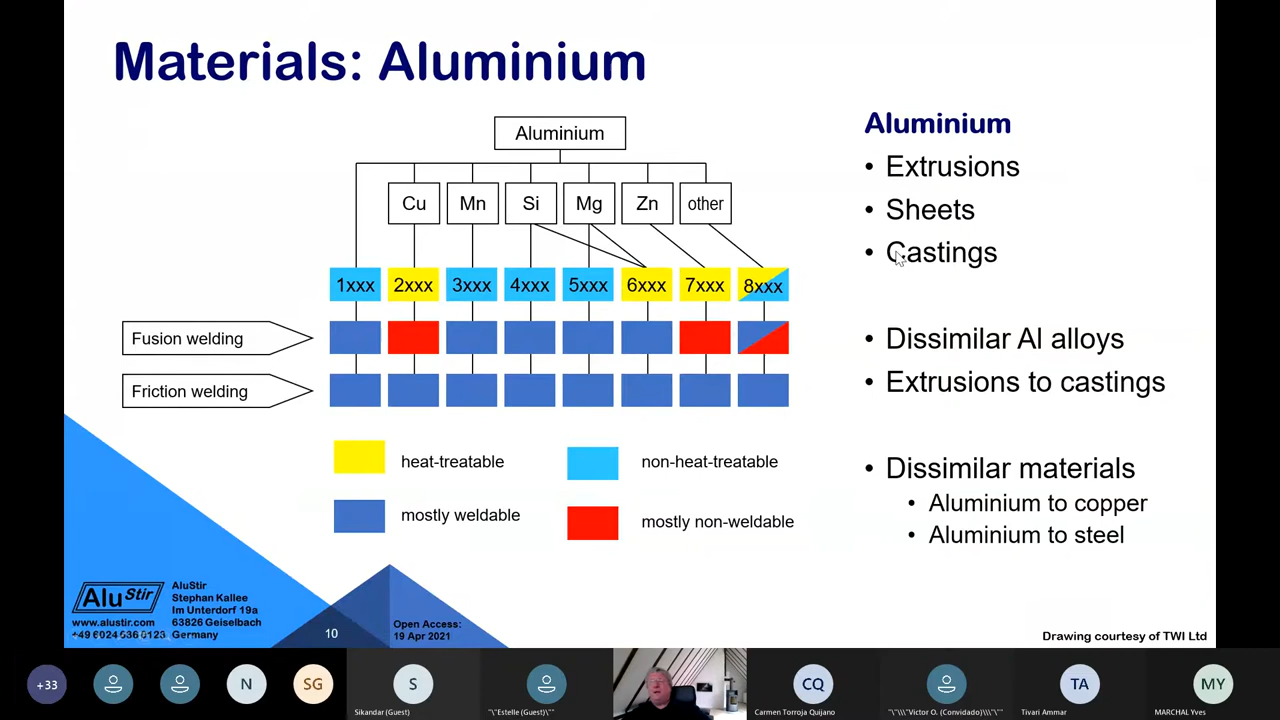 Materials: Aluminium
Aluminium
Cu Mn Si Mg Zn other
1xxx 2xxx 3xxx 4xxx 5xxx 6xxx 7xxx 8xxx
Fusion welding
Friction welding
heat-treatable
non-heat-treatable
mostly weldable
mostly non-weldable
Aluminium
• Extrusions
• Sheets
• Castings
• Dissimilar Al alloys
• Extrusions to castings
• Dissimilar materials
• Aluminium to copper
• Aluminium to steel
AluStir
AluStir
Stephan Kallee
Im Unterdorf 19a
63826 Geiselbach
Germany
www.alustir.com
+49 6024 636 0123
10
Open Access:
19 Apr 2021
Drawing courtesy of TWI Ltd
+33
N
SG
S
Sikandar (Guest)
"\"Estelle (Guest)\""
CQ
Carmen Torroja Quijano
"\"\\\"Victor O. (Convidado)\\\"\"
TA
Tivari Ammar
MY
MARCHAL Yves